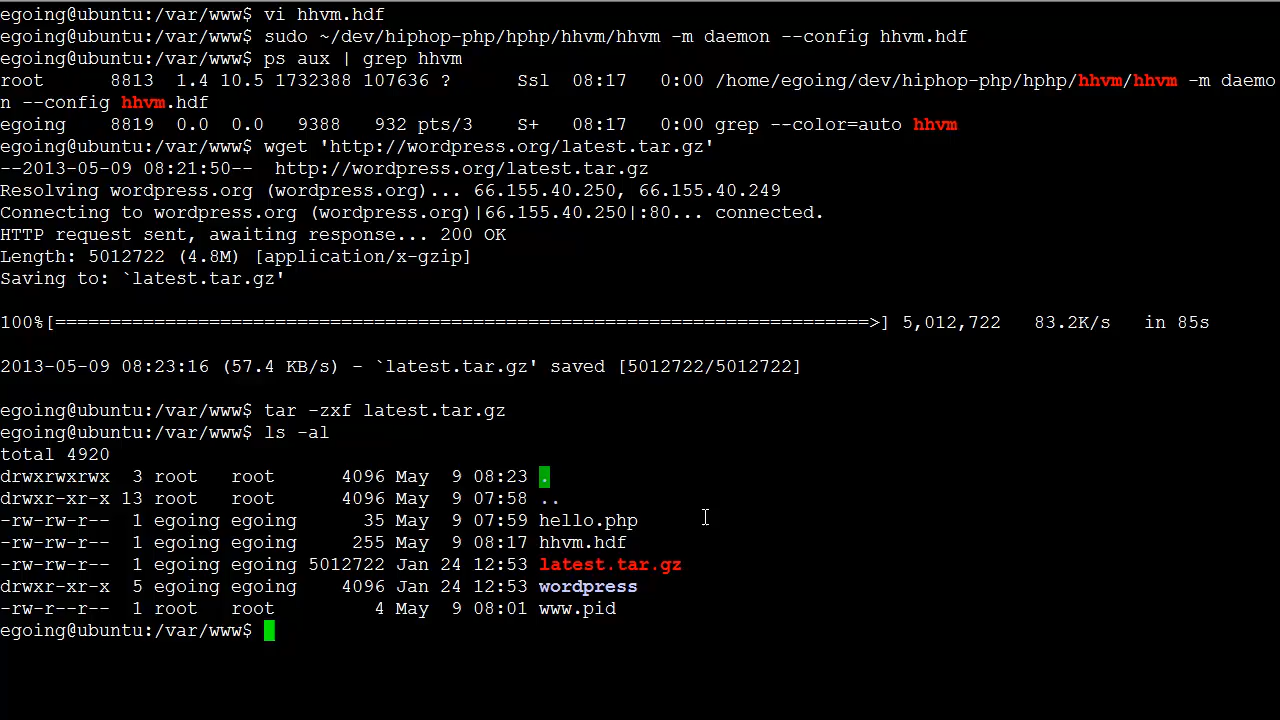 egoing@ubuntu:/var/www$ vi hhvm.hdf
egoing@ubuntu:/var/www$ sudo ~/dev/hiphop-php/hphp/hhvm/hhvm -m daemon --config hhvm.hdf
egoing@ubuntu:/var/www$ ps aux | grep hhvm
root      8813  1.4 10.5 1732388 107636 ?      Ssl  08:17   0:00 /home/egoing/dev/hiphop-php/hphp/hhvm/hhvm -m daemo
n --config hhvm.hdf
egoing    8819  0.0  0.0   9388   932 pts/3    S+   08:17   0:00 grep --color=auto hhvm
egoing@ubuntu:/var/www$ wget 'http://wordpress.org/latest.tar.gz'
--2013-05-09 08:21:50--  http://wordpress.org/latest.tar.gz
Resolving wordpress.org (wordpress.org)... 66.155.40.250, 66.155.40.249
Connecting to wordpress.org (wordpress.org)|66.155.40.250|:80... connected.
HTTP request sent, awaiting response... 200 OK
Length: 5012722 (4.8M) [application/x-gzip]
Saving to: `latest.tar.gz'
100%[==========================================================================>] 5,012,722   83.2K/s   in 85s
2013-05-09 08:23:16 (57.4 KB/s) - `latest.tar.gz' saved [5012722/5012722]
egoing@ubuntu:/var/www$ tar -zxf latest.tar.gz
egoing@ubuntu:/var/www$ ls -al
total 4920
drwxrwxrwx  3 root   root      4096 May  9 08:23 .
drwxr-xr-x 13 root   root      4096 May  9 07:58 ..
-rw-rw-r--  1 egoing egoing      35 May  9 07:59 hello.php
-rw-rw-r--  1 egoing egoing     255 May  9 08:17 hhvm.hdf
-rw-rw-r--  1 egoing egoing 5012722 Jan 24 12:53 latest.tar.gz
drwxr-xr-x  5 egoing egoing    4096 Jan 24 12:53 wordpress
-rw-r--r--  1 root   root         4 May  9 08:01 www.pid
egoing@ubuntu:/var/www$